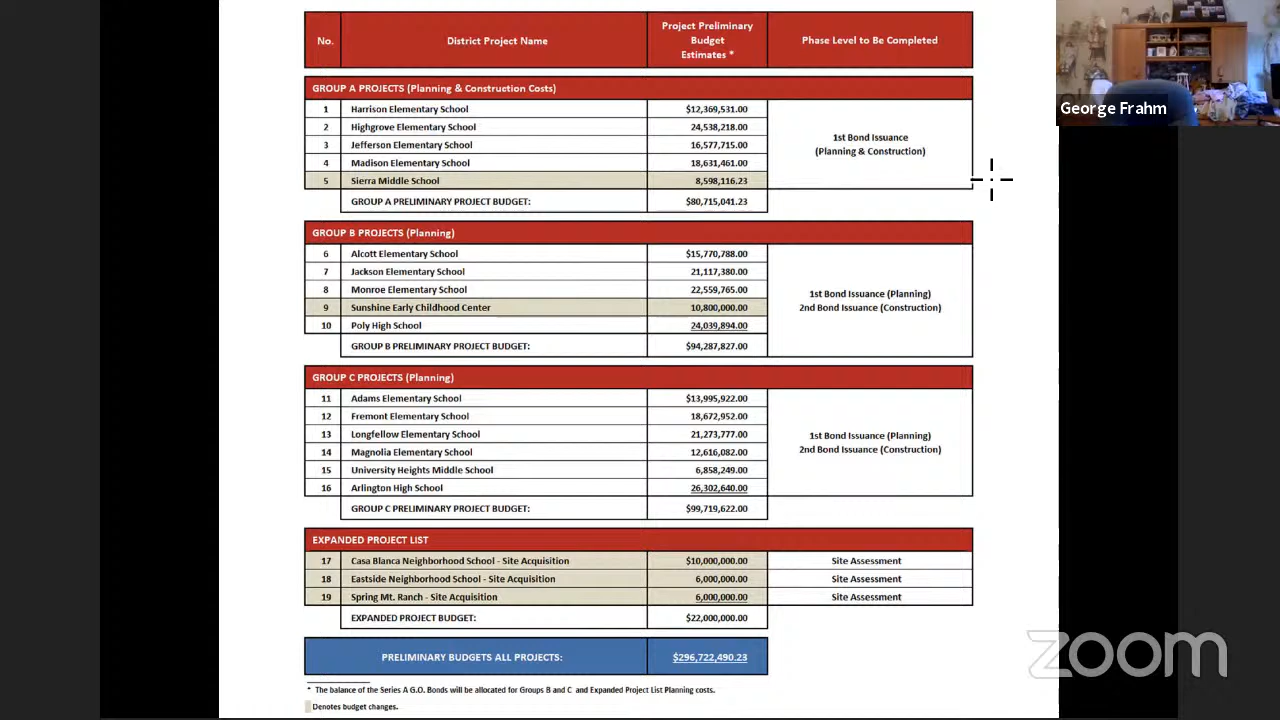 No. District Project Name Project Preliminary Budget Estimates * Phase Level to Be Completed
GROUP A PROJECTS (Planning & Construction Costs)
1 Harrison Elementary School $12,369,531.00
2 Highgrove Elementary School 24,538,218.00
3 Jefferson Elementary School 16,577,715.00
4 Madison Elementary School 18,631,461.00
5 Sierra Middle School 8,598,116.23
1st Bond Issuance
(Planning & Construction)
GROUP A PRELIMINARY PROJECT BUDGET: $80,715,041.23
GROUP B PROJECTS (Planning)
6 Alcott Elementary School $15,770,788.00
7 Jackson Elementary School 21,117,380.00
8 Monroe Elementary School 22,559,765.00
9 Sunshine Early Childhood Center 10,800,000.00
10 Poly High School 24,039,894.00
1st Bond Issuance (Planning)
2nd Bond Issuance (Construction)
GROUP B PRELIMINARY PROJECT BUDGET: $94,287,827.00
GROUP C PROJECTS (Planning)
11 Adams Elementary School $13,995,922.00
12 Fremont Elementary School 18,672,952.00
13 Longfellow Elementary School 21,273,777.00
14 Magnolia Elementary School 12,616,082.00
15 University Heights Middle School 6,858,249.00
16 Arlington High School 26,302,640.00
1st Bond Issuance (Planning)
2nd Bond Issuance (Construction)
GROUP C PRELIMINARY PROJECT BUDGET: $99,719,622.00
EXPANDED PROJECT LIST
17 Casa Blanca Neighborhood School - Site Acquisition $10,000,000.00 Site Assessment
18 Eastside Neighborhood School - Site Acquisition 6,000,000.00 Site Assessment
19 Spring Mt. Ranch - Site Acquisition 6,000,000.00 Site Assessment
EXPANDED PROJECT BUDGET: $22,000,000.00
PRELIMINARY BUDGETS ALL PROJECTS: $296,722,490.23
* The balance of the Series A G.O. Bonds will be allocated for Groups B and C and Expanded Project List Planning costs.
Denotes budget changes.
George Frahm
zoom